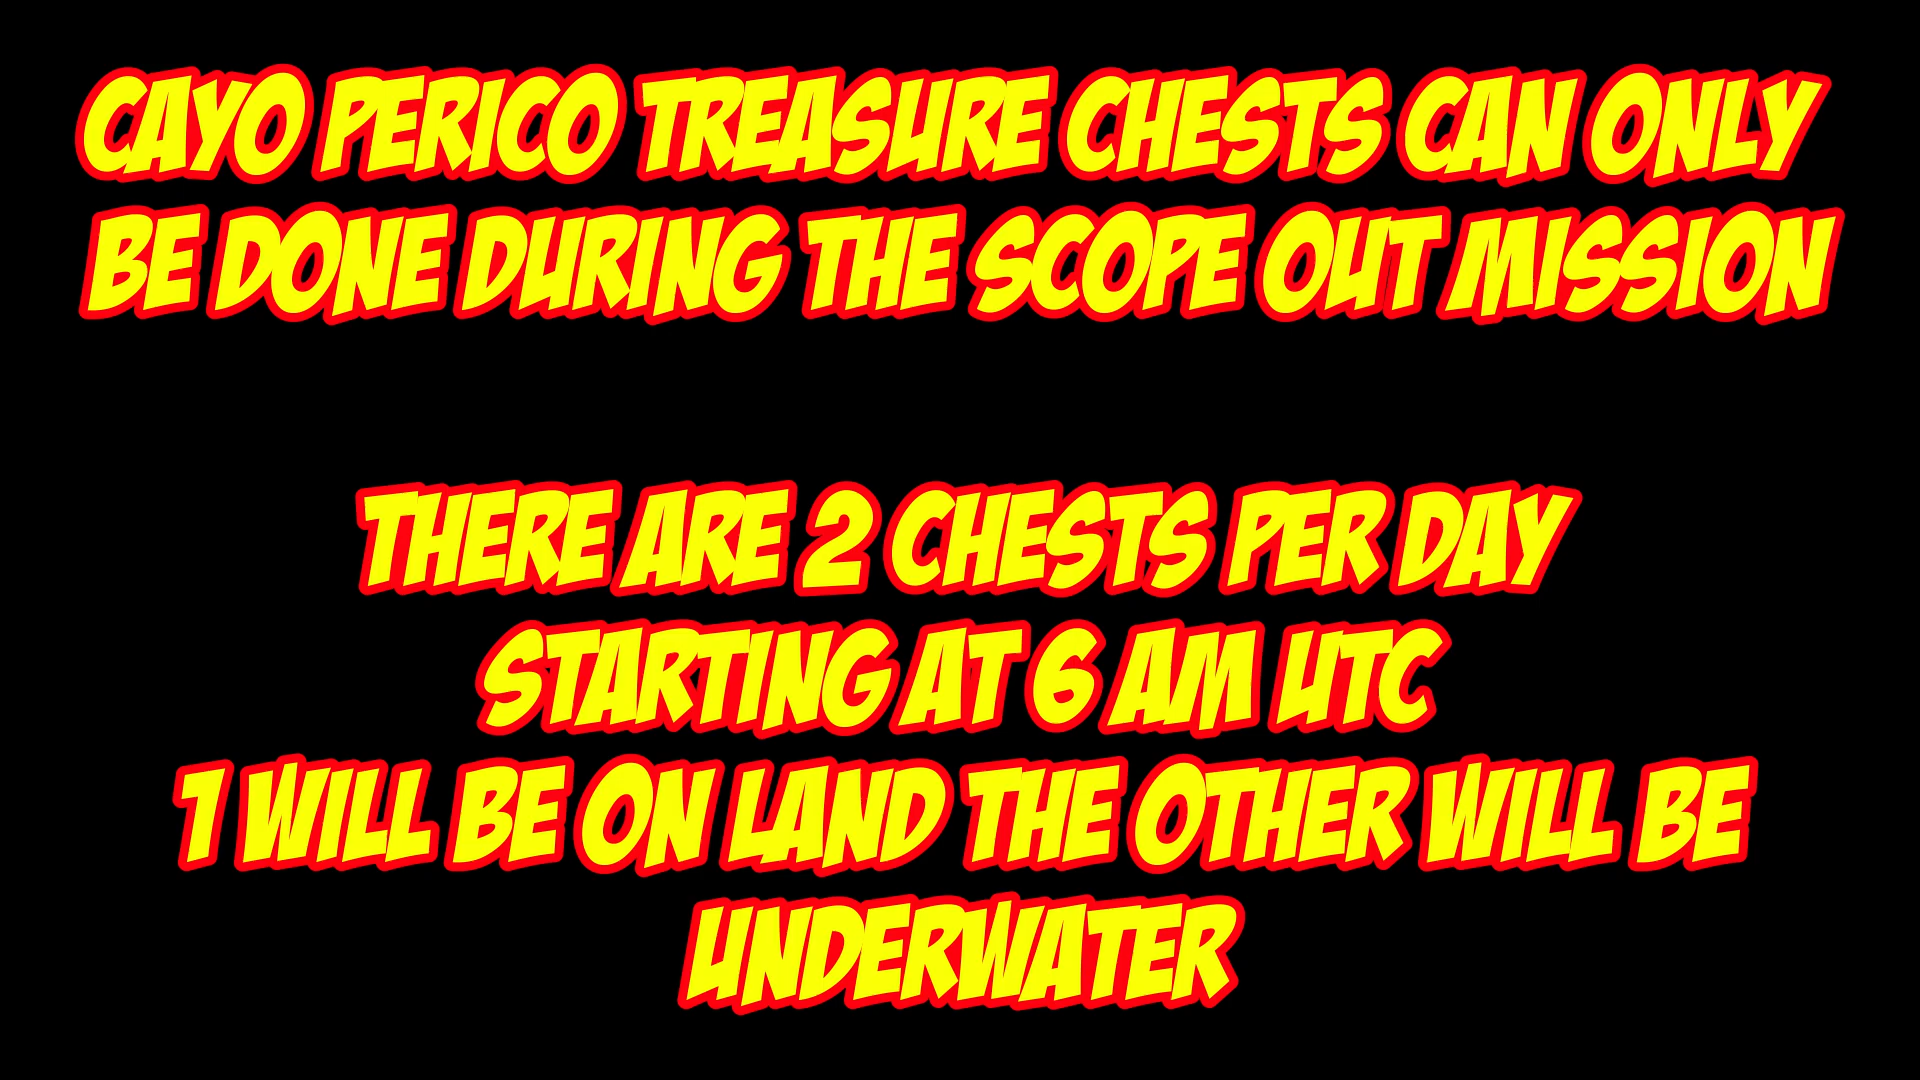 CAYO PERICO TREASURE CHESTS CAN ONLY
BE DONE DURING THE SCOPE OUT MISSION
THERE ARE 2 CHESTS PER DAY
STARTING AT 6 AM UTC
1 WILL BE ON LAND THE OTHER WILL BE
UNDERWATER